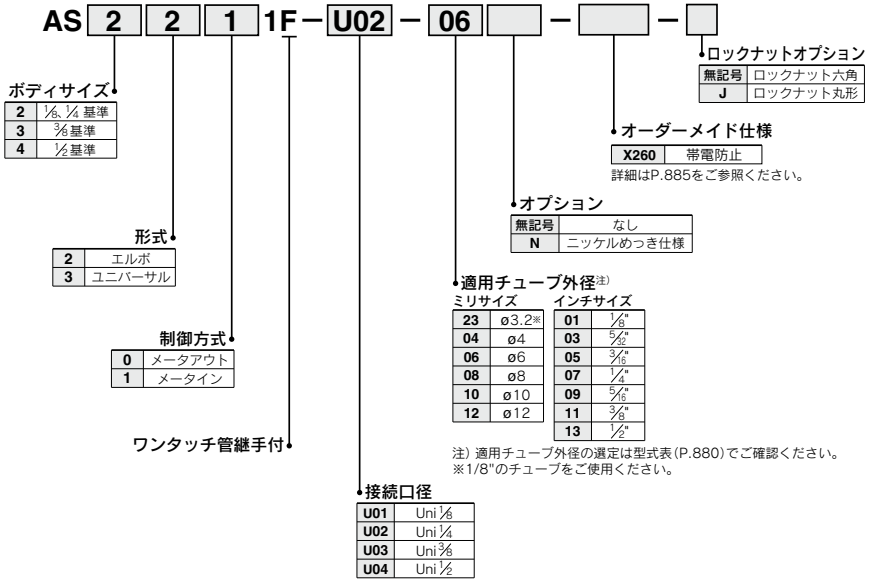 AS 2 2 1 1F－U02－06 － －
ロックナットオプション
無記号 ロックナット六角
J ロックナット丸形
ボディサイズ
2 1/8、1/4 基準
3 3/8基準
4 1/2基準
オーダーメイド仕様
X260 帯電防止
詳細はP.885をご参照ください。
オプション
無記号 なし
N ニッケルめっき仕様
形式
2 エルボ
3 ユニバーサル
適用チューブ外径注)
ミリサイズ
23 ø3.2※
04 ø4
06 ø6
08 ø8
10 ø10
12 ø12
インチサイズ
01 1/8"
03 5/32"
05 3/16"
07 1/4"
09 5/16"
11 3/8"
13 1/2"
注) 適用チューブ外径の選定は型式表(P.880)でご確認ください。
※1/8"のチューブをご使用ください。
制御方式
0 メータアウト
1 メータイン
ワンタッチ管継手付
接続口径
U01 Uni 1/8
U02 Uni 1/4
U03 Uni 3/8
U04 Uni 1/2